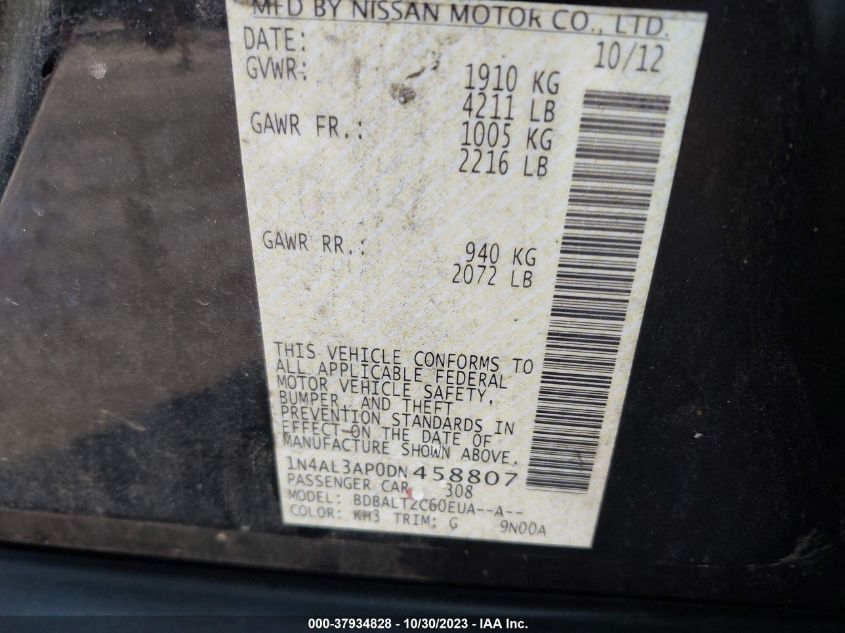 MFD BY NISSAN MOTOR CO., LTD.
DATE: 10/12
GVWR: 1910 KG
4211 LB
GAWR FR.: 1005 KG
2216 LB
GAWR RR.: 940 KG
2072 LB
THIS VEHICLE CONFORMS TO
ALL APPLICABLE FEDERAL
MOTOR VEHICLE SAFETY,
BUMPER, AND THEFT
PREVENTION STANDARDS IN
EFFECT ON THE DATE OF
MANUFACTURE SHOWN ABOVE.
1N4AL3AP0DN458807
PASSENGER CAR 308
MODEL: BDBALT2C60EUA--A--
COLOR: KH3 TRIM: G 9N00A
000-37934828 - 10/30/2023 - IAA Inc.